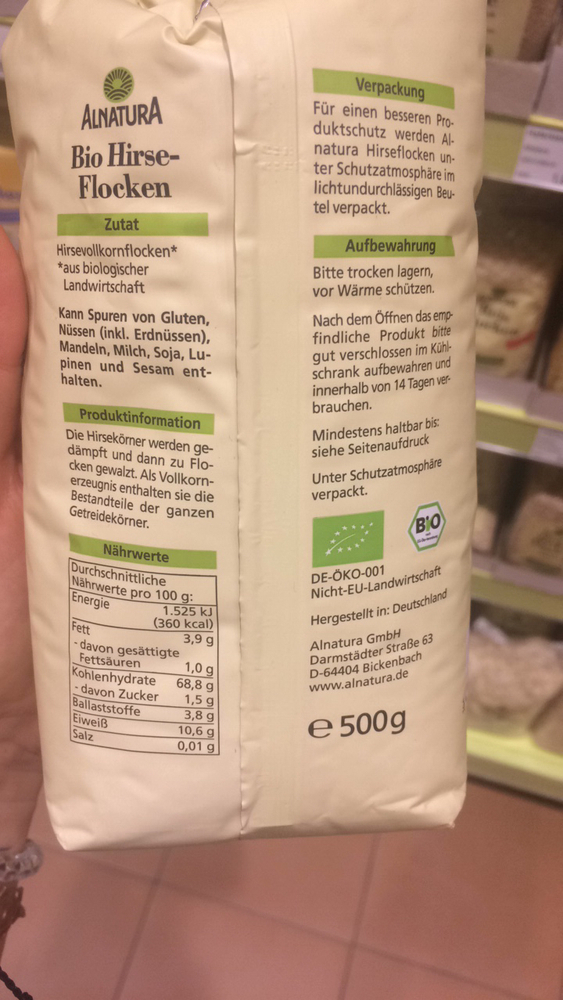 ALNATURA
Bio Hirse-
Flocken
Zutat
Hirsevollkornflocken*
*aus biologischer
Landwirtschaft
Kann Spuren von Gluten,
Nüssen (inkl. Erdnüssen),
Mandeln, Milch, Soja, Lu-
pinen und Sesam ent-
halten.
Produktinformation
Die Hirsekörner werden ge-
dämpft und dann zu Flo-
cken gewalzt. Als Vollkorn-
erzeugnis enthalten sie die
Bestandteile der ganzen
Getreidekörner.
Nährwerte
Durchschnittliche
Nährwerte pro 100 g:
Energie 1.525 kJ
(360 kcal)
Fett 3,9 g
- davon gesättigte
Fettsäuren 1,0 g
Kohlenhydrate 68,8 g
- davon Zucker 1,5 g
Ballaststoffe 3,8 g
Eiweiß 10,6 g
Salz 0,01 g
Verpackung
Für einen besseren Pro-
duktschutz werden Al-
natura Hirseflocken un-
ter Schutzatmosphäre im
lichtundurchlässigen Beu-
tel verpackt.
Aufbewahrung
Bitte trocken lagern,
vor Wärme schützen.
Nach dem Öffnen das emp-
findliche Produkt bitte
gut verschlossen im Kühl-
schrank aufbewahren und
innerhalb von 14 Tagen ver-
brauchen.
Mindestens haltbar bis:
siehe Seitenaufdruck
Unter Schutzatmosphäre
verpackt.
BIO
DE-ÖKO-001
Nicht-EU-Landwirtschaft
Hergestellt in: Deutschland
Alnatura GmbH
Darmstädter Straße 63
D-64404 Bickenbach
www.alnatura.de
e 500g